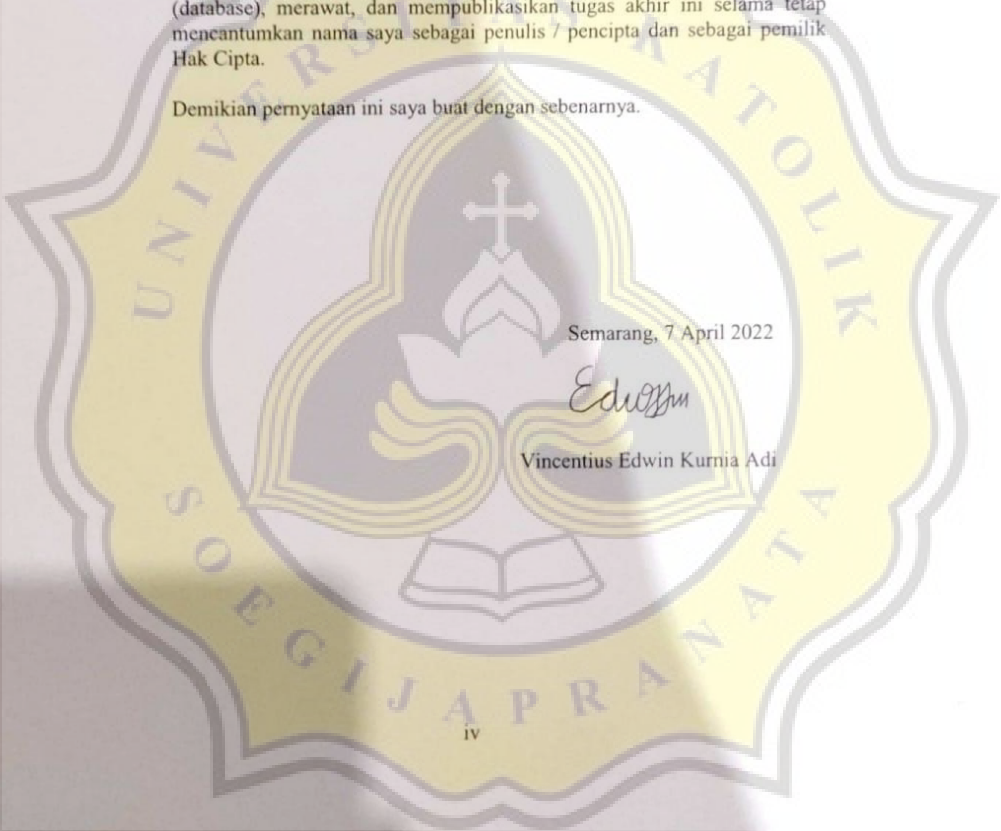 (database), merawat, dan mempublikasikan tugas akhir ini selama tetap
mencantumkan nama saya sebagai penulis / pencipta dan sebagai pemilik
Hak Cipta.
Demikian pernyataan ini saya buat dengan sebenarnya.
Semarang, 7 April 2022
Vincentius Edwin Kurnia Adi
UNIVERSITAS KATOLIK
SOEGIJAPRANATA
iv